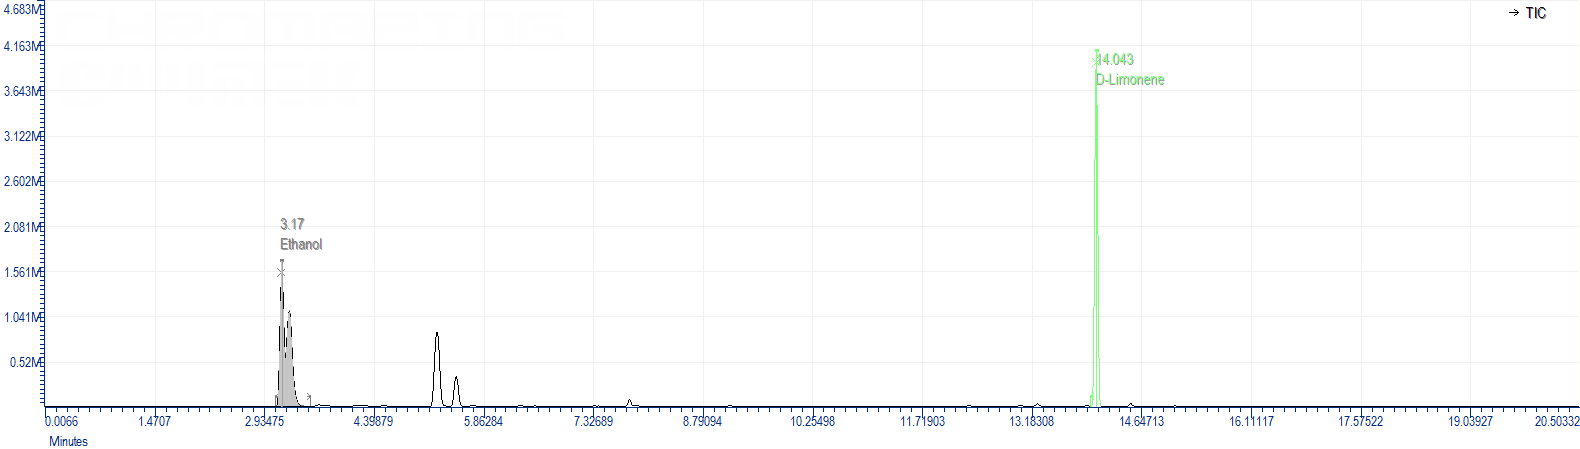 4.683M
→ TIC
4.163M
14.043
D-Limonene
3.643M
3.122M
2.602M
2.081M
3.17
Ethanol
1.561M
1.041M
0.52M
0.0066 1.4707 2.93475 4.39879 5.86284 7.32689 8.79094 10.25498 11.71903 13.18308 14.64713 16.11117 17.57522 19.03927 20.50332
Minutes